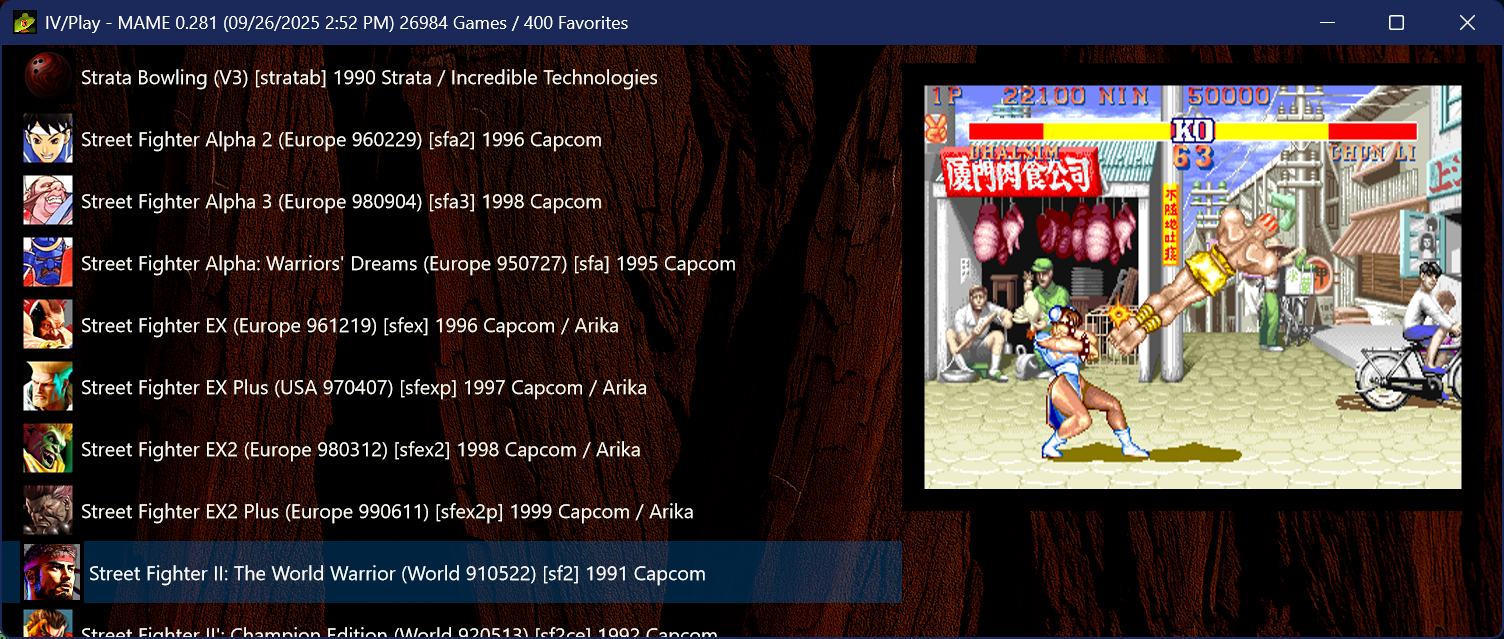 IV/Play - MAME 0.281 (09/26/2025 2:52 PM) 26984 Games / 400 Favorites
Strata Bowling (V3) [stratab] 1990 Strata / Incredible Technologies
Street Fighter Alpha 2 (Europe 960229) [sfa2] 1996 Capcom
Street Fighter Alpha 3 (Europe 980904) [sfa3] 1998 Capcom
Street Fighter Alpha: Warriors' Dreams (Europe 950727) [sfa] 1995 Capcom
Street Fighter EX (Europe 961219) [sfex] 1996 Capcom / Arika
Street Fighter EX Plus (USA 970407) [sfexp] 1997 Capcom / Arika
Street Fighter EX2 (Europe 980312) [sfex2] 1998 Capcom / Arika
Street Fighter EX2 Plus (Europe 990611) [sfex2p] 1999 Capcom / Arika
Street Fighter II: The World Warrior (World 910522) [sf2] 1991 Capcom
Street Fighter II': Champion Edition (World 920513) [sf2ce] 1992 Capcom
1P 22100 NIN 50000
KO
DHALSIM 63 CHUN LI
廈門肉食公司